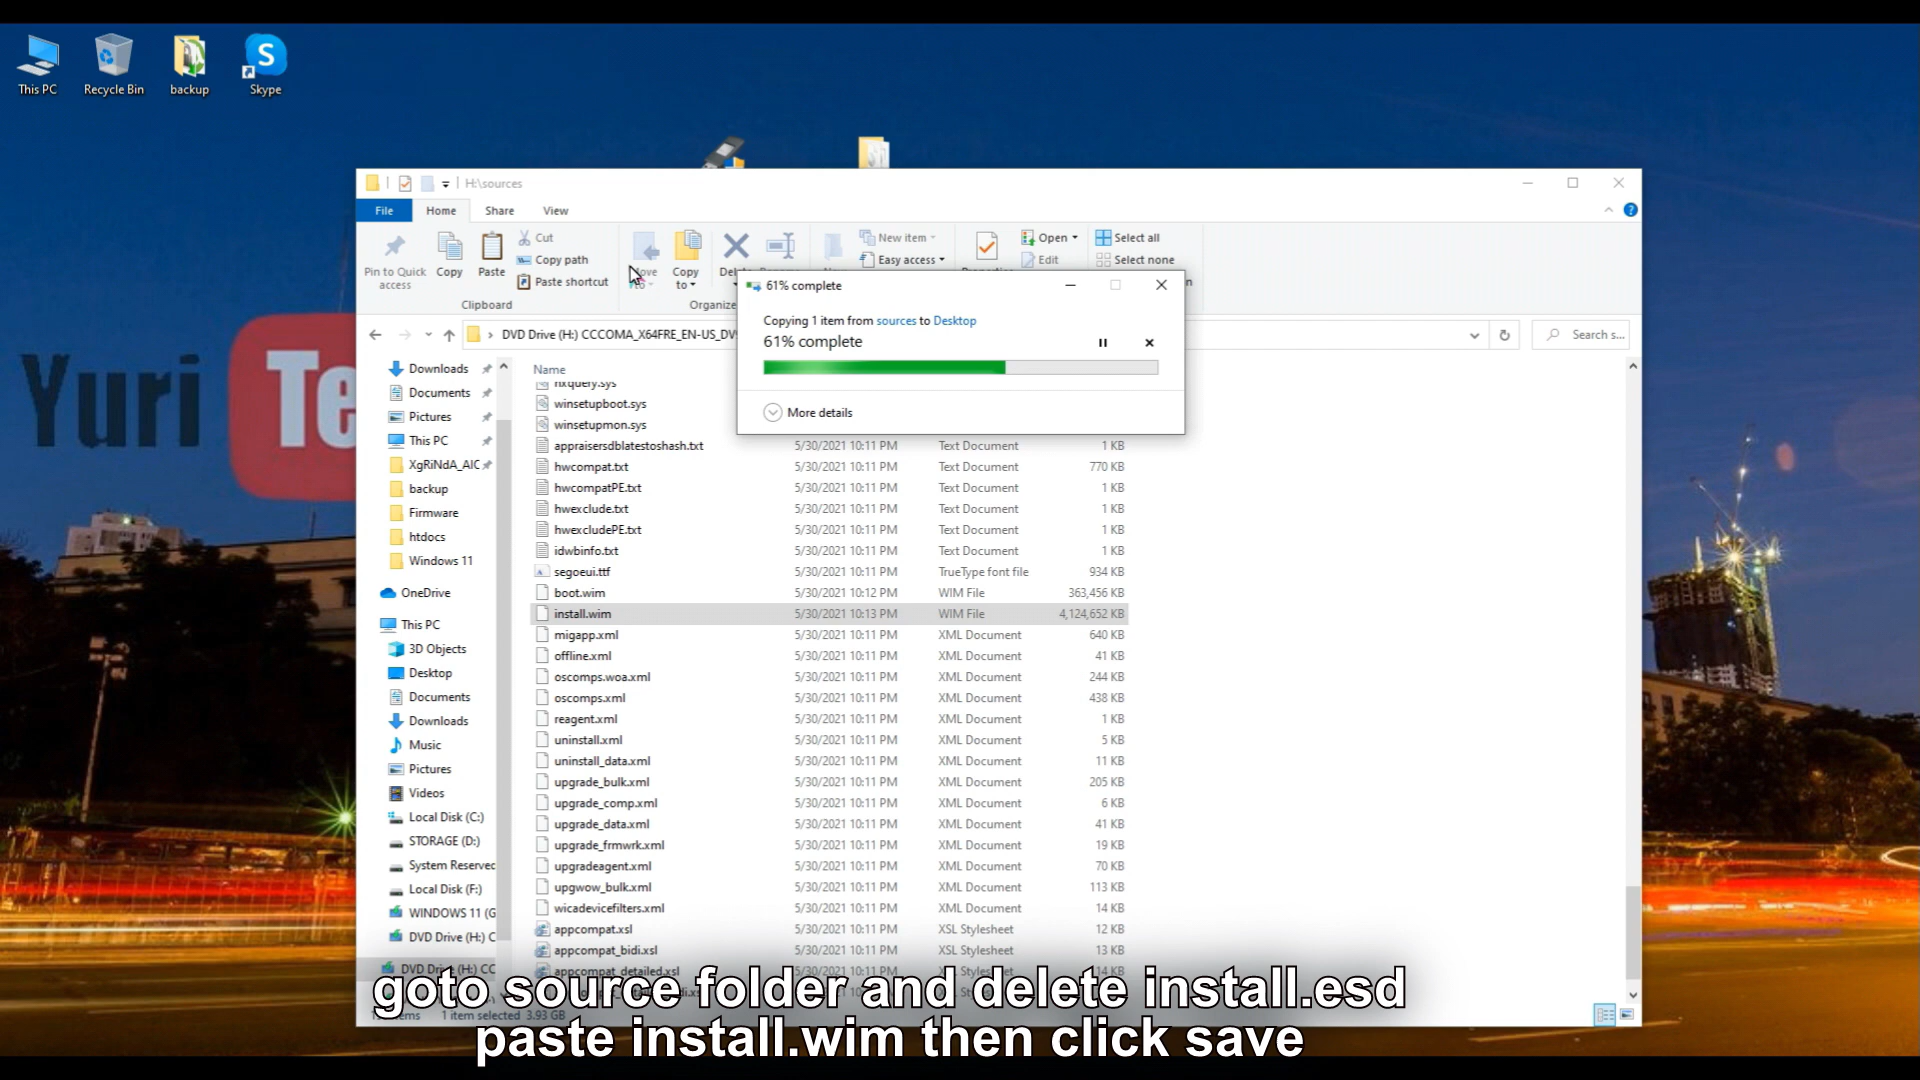 This PC
Recycle Bin
backup
Skype
H:\sources
File
Home
Share
View
Pin to Quick access
Copy
Paste
Cut
Copy path
Paste shortcut
Clipboard
Copy to
Organize
New item
Easy access
Open
Edit
Select all
Select none
61% complete
Copying 1 item from sources to Desktop
61% complete
More details
DVD Drive (H:) CCCOMA_X64FRE_EN-US_DV
Search s...
Yuri
Te
Downloads
Documents
Pictures
This PC
XgRiNdA_AIC
backup
Firmware
htdocs
Windows 11
OneDrive
This PC
3D Objects
Desktop
Documents
Downloads
Music
Pictures
Videos
Local Disk (C:)
STORAGE (D:)
System Reserved
Local Disk (F:)
WINDOWS 11 (G
DVD Drive (H:) C
DVD Drive (H:) CC
Name
nxquery.sys
winsetupboot.sys
winsetupmon.sys
appraisersdblatestoshash.txt 5/30/2021 10:11 PM Text Document 1 KB
hwcompat.txt 5/30/2021 10:11 PM Text Document 770 KB
hwcompatPE.txt 5/30/2021 10:11 PM Text Document 1 KB
hwexclude.txt 5/30/2021 10:11 PM Text Document 1 KB
hwexcludePE.txt 5/30/2021 10:11 PM Text Document 1 KB
idwbinfo.txt 5/30/2021 10:11 PM Text Document 1 KB
segoeui.ttf 5/30/2021 10:11 PM TrueType font file 934 KB
boot.wim 5/30/2021 10:12 PM WIM File 363,456 KB
install.wim 5/30/2021 10:13 PM WIM File 4,124,652 KB
migapp.xml 5/30/2021 10:11 PM XML Document 640 KB
offline.xml 5/30/2021 10:11 PM XML Document 41 KB
oscomps.woa.xml 5/30/2021 10:11 PM XML Document 244 KB
oscomps.xml 5/30/2021 10:11 PM XML Document 438 KB
reagent.xml 5/30/2021 10:11 PM XML Document 1 KB
uninstall.xml 5/30/2021 10:11 PM XML Document 5 KB
uninstall_data.xml 5/30/2021 10:11 PM XML Document 11 KB
upgrade_bulk.xml 5/30/2021 10:11 PM XML Document 205 KB
upgrade_comp.xml 5/30/2021 10:11 PM XML Document 6 KB
upgrade_data.xml 5/30/2021 10:11 PM XML Document 41 KB
upgrade_frmwrk.xml 5/30/2021 10:11 PM XML Document 19 KB
upgradeagent.xml 5/30/2021 10:11 PM XML Document 70 KB
upgwow_bulk.xml 5/30/2021 10:11 PM XML Document 113 KB
wicadevicefilters.xml 5/30/2021 10:11 PM XML Document 14 KB
appcompat.xsl 5/30/2021 10:11 PM XSL Stylesheet 12 KB
appcompat_bidi.xsl 5/30/2021 10:11 PM XSL Stylesheet 13 KB
appcompat_detailed.xsl
1 item selected 3.93 GB
goto source folder and delete install.esd
paste install.wim then click save